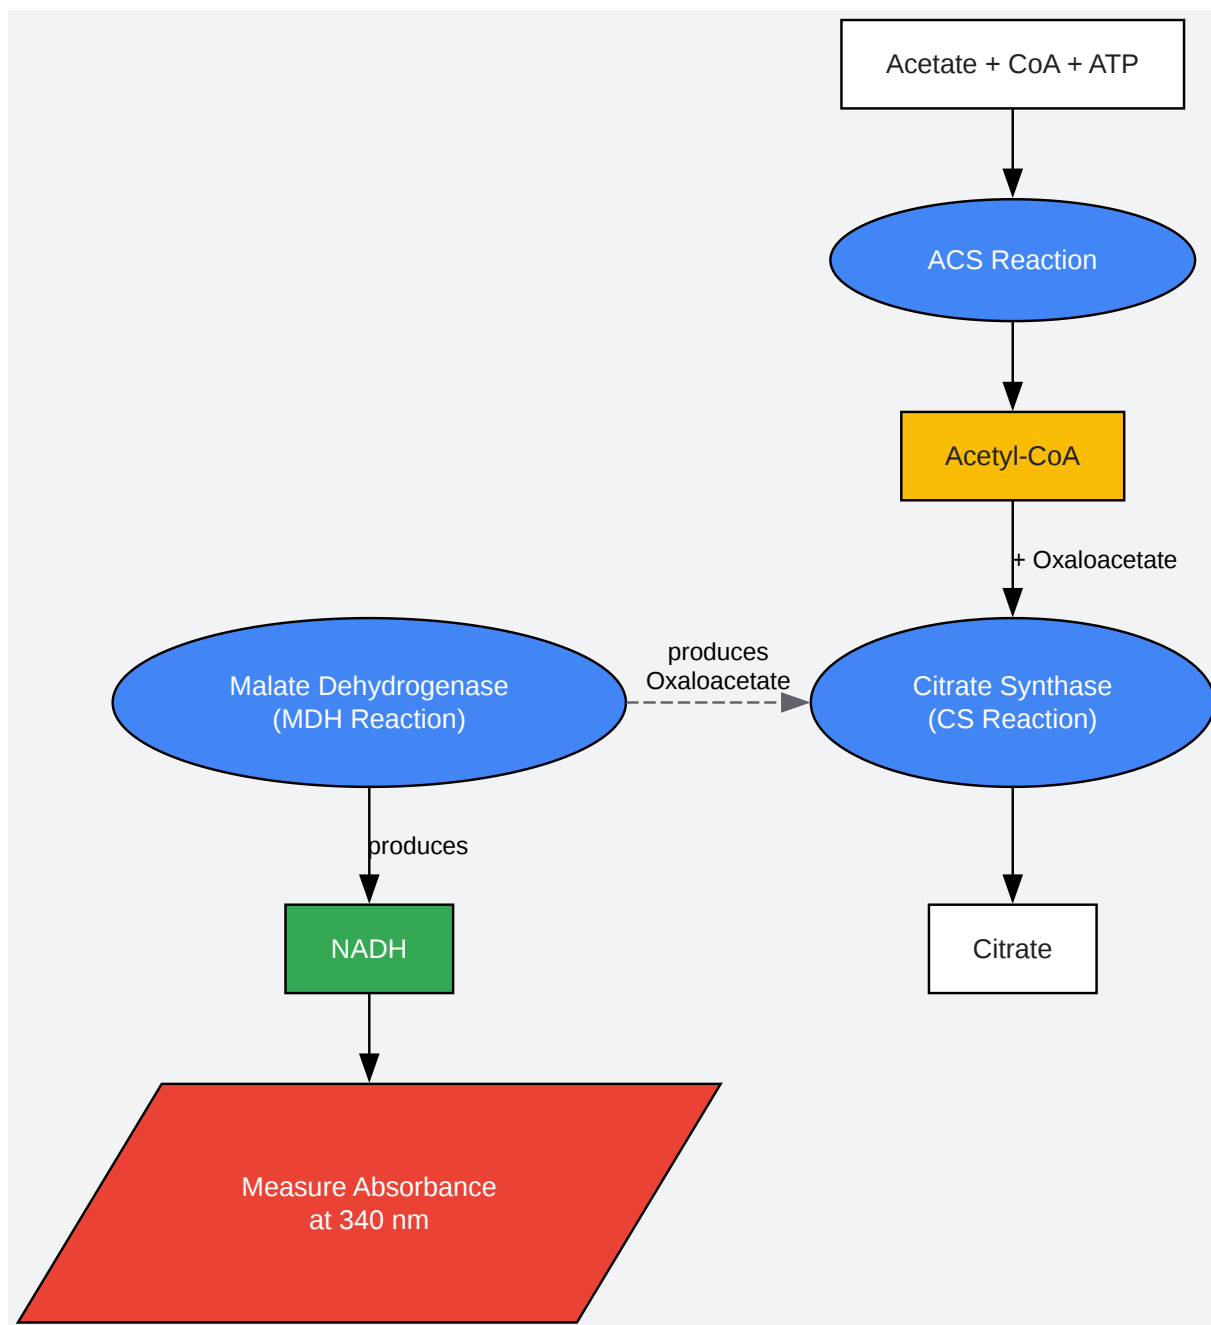 Acetate + CoA + ATP
ACS Reaction
Acetyl-CoA
+ Oxaloacetate
Malate Dehydrogenase
(MDH Reaction)
produces
Oxaloacetate
Citrate Synthase
(CS Reaction)
produces
NADH
Citrate
Measure Absorbance
at 340 nm